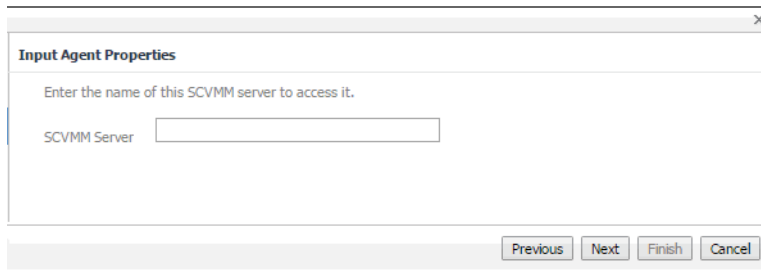 Input Agent Properties
Enter the name of this SCVMM server to access it.
SCVMM Server
Previous Next Finish Cancel